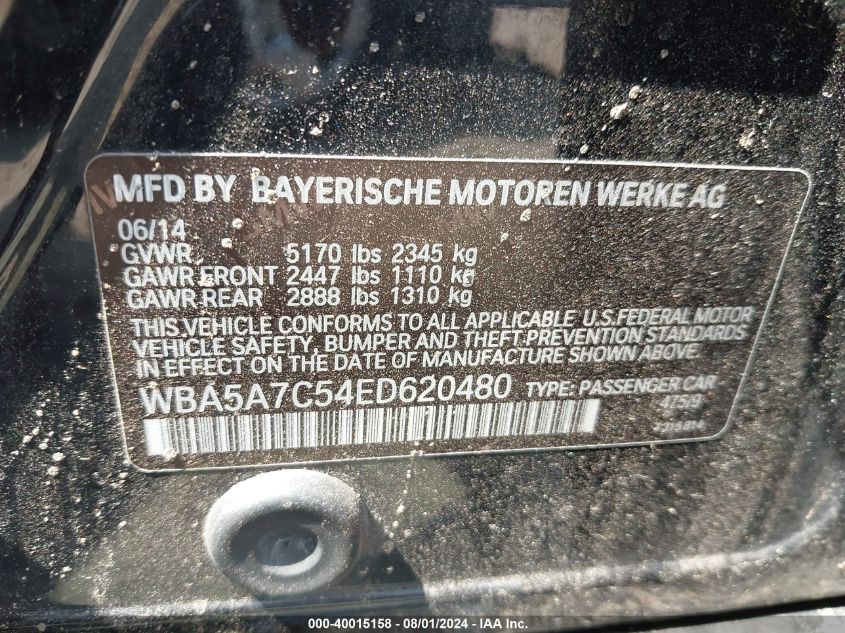 MFD BY BAYERISCHE MOTOREN WERKE AG
06/14
GVWR 5170 lbs 2345 kg
GAWR FRONT 2447 lbs 1110 kg
GAWR REAR 2888 lbs 1310 kg
THIS VEHICLE CONFORMS TO ALL APPLICABLE U.S.FEDERAL MOTOR
VEHICLE SAFETY, BUMPER AND THEFT PREVENTION STANDARDS
IN EFFECT ON THE DATE OF MANUFACTURE SHOWN ABOVE.
WBA5A7C54ED620480 TYPE: PASSENGER CAR
475/9
000-40015158 - 08/01/2024 - IAA Inc.